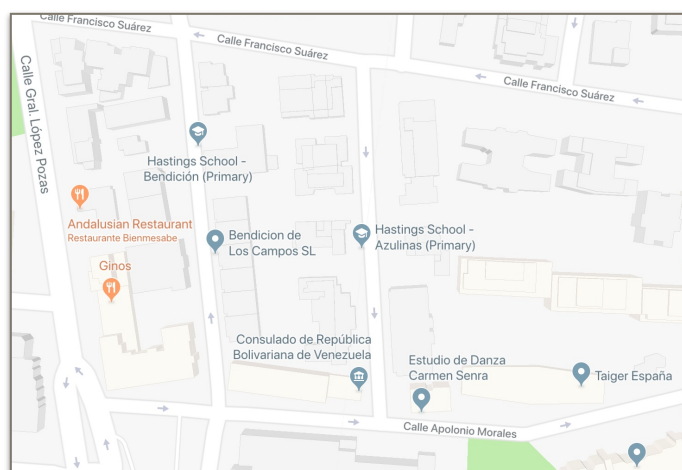 Calle Francisco Suárez
Calle Francisco Suárez
Calle Francisco Suárez
Calle Gral. López Pozas
Hastings School -
Bendición (Primary)
Andalusian Restaurant
Restaurante Bienmesabe
Bendicion de
Los Campos SL
Hastings School -
Azulinas (Primary)
Ginos
Consulado de República
Bolivariana de Venezuela
Estudio de Danza
Carmen Senra
Taiger España
Calle Apolonio Morales